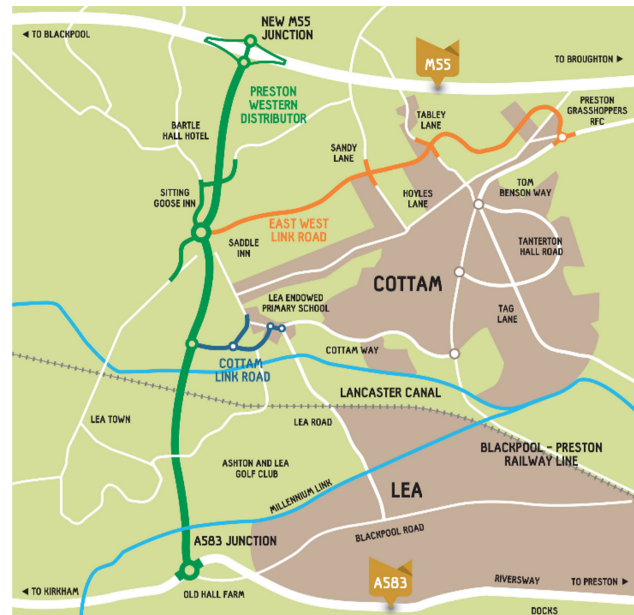 ◄ TO BLACKPOOL
NEW M55
JUNCTION
M55
TO BROUGHTON ►
PRESTON
WESTERN
DISTRIBUTOR
PRESTON
GRASSHOPPERS
RFC
TABLEY
LANE
BARTLE
HALL HOTEL
SANDY
LANE
TOM
BENSON WAY
SITTING
GOOSE INN
HOYLES
LANE
EAST WEST
LINK ROAD
SADDLE
INN
TANTERTON
HALL ROAD
COTTAM
LEA ENDOWED
PRIMARY SCHOOL
TAG
LANE
COTTAM WAY
COTTAM
LINK ROAD
LANCASTER CANAL
LEA TOWN
LEA ROAD
BLACKPOOL - PRESTON
RAILWAY LINE
ASHTON AND LEA
GOLF CLUB
LEA
MILLENNIUM LINK
BLACKPOOL ROAD
A583 JUNCTION
A583
RIVERSWAY
◄ TO KIRKHAM
OLD HALL FARM
TO PRESTON ►
DOCKS